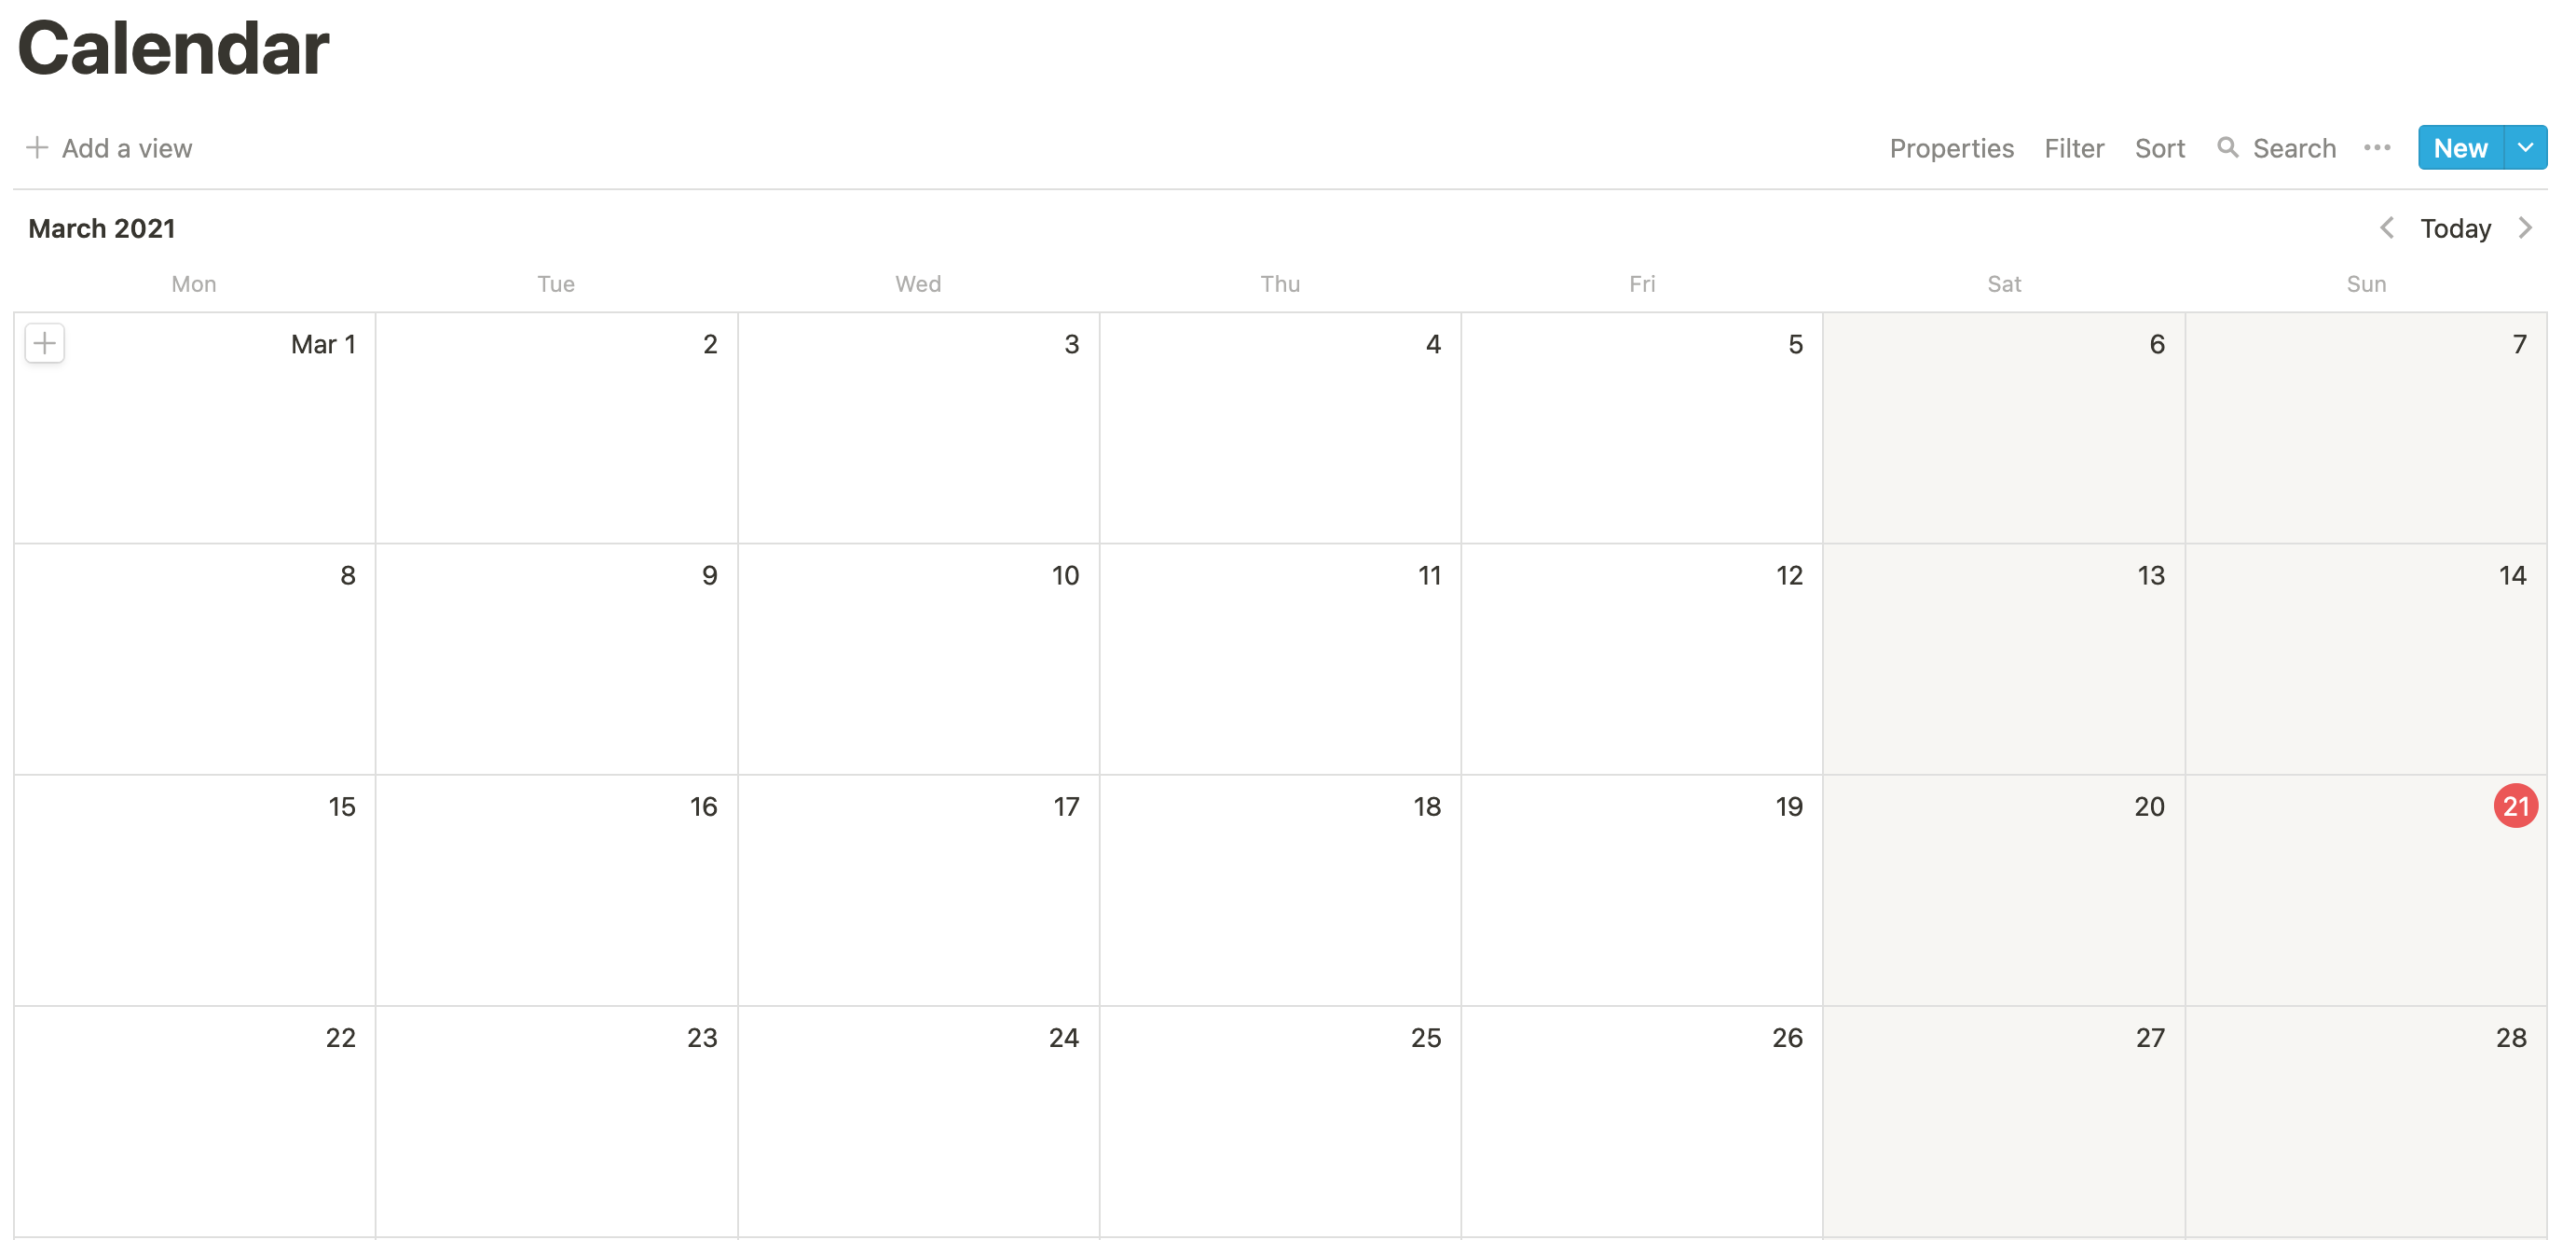 Calendar
Add a view Properties Filter Sort Search New
March 2021 Today
Mon Tue Wed Thu Fri Sat Sun
Mar 1 2 3 4 5 6 7
8 9 10 11 12 13 14
15 16 17 18 19 20 21
22 23 24 25 26 27 28